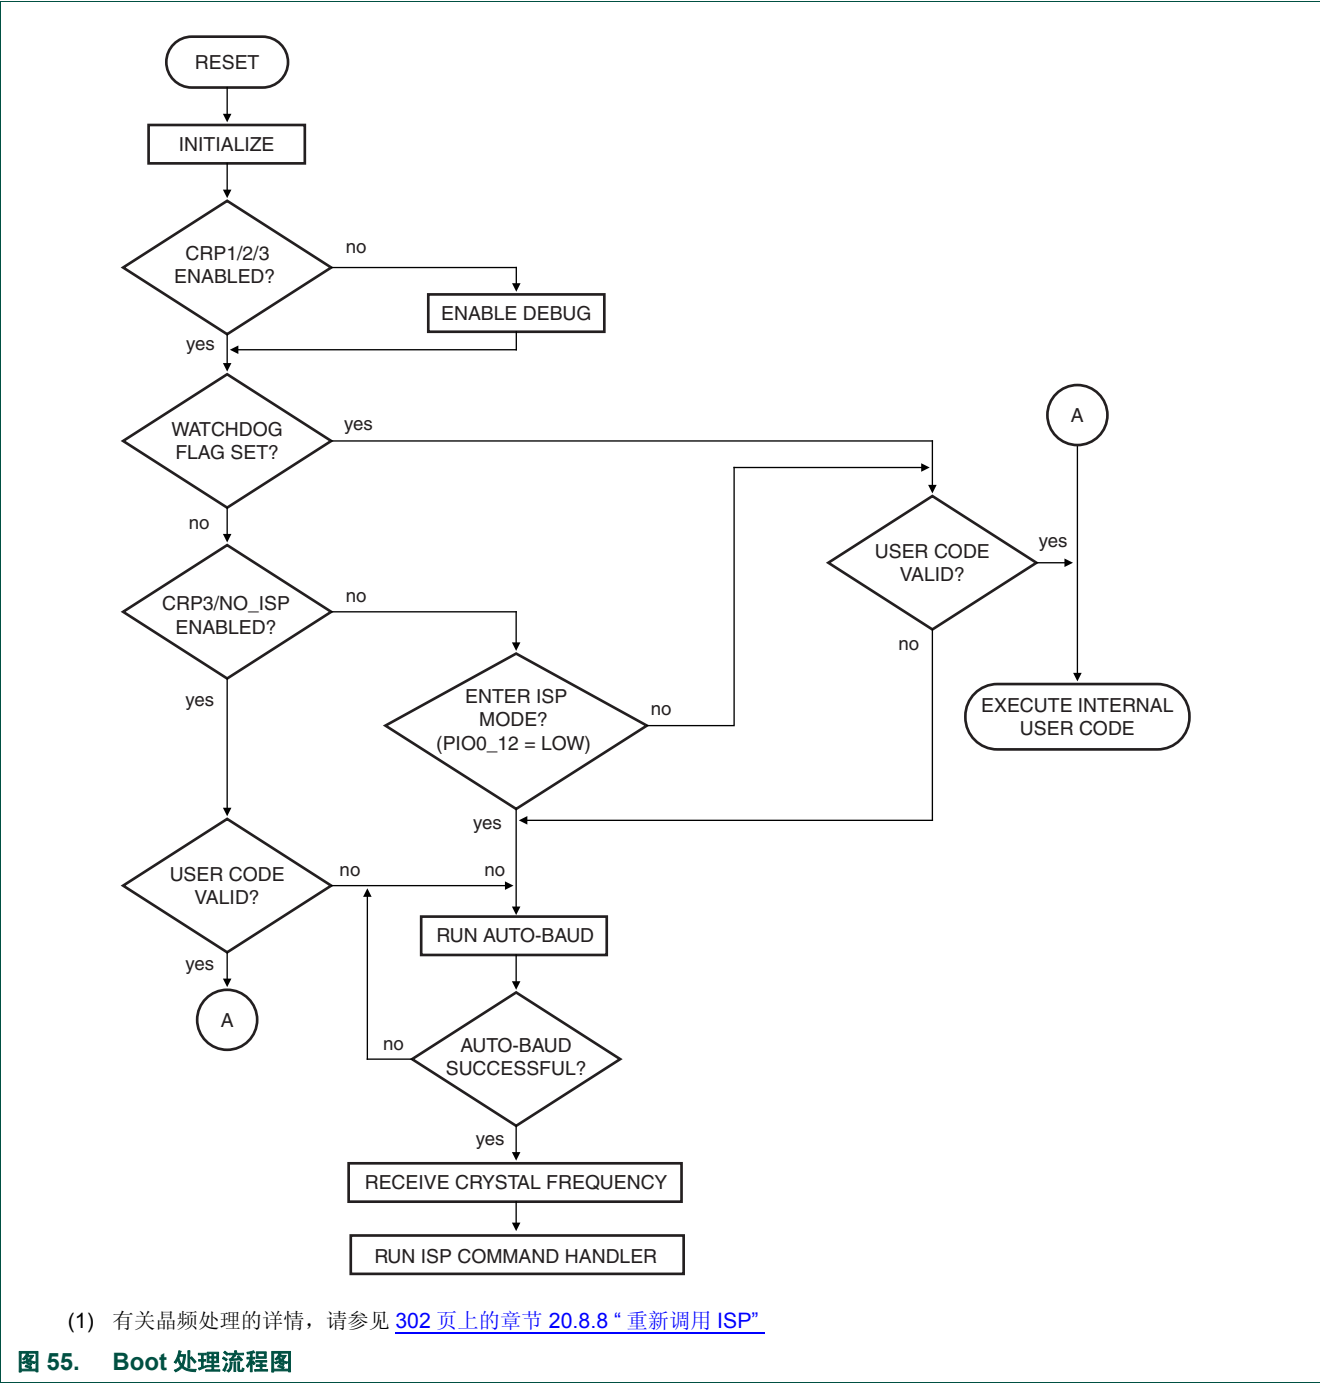 RESET
INITIALIZE
CRP1/2/3
ENABLED?
no
ENABLE DEBUG
yes
WATCHDOG
FLAG SET?
yes
A
no
USER CODE
VALID?
yes
no
CRP3/NO_ISP
ENABLED?
no
yes
ENTER ISP
MODE?
(PIO0_12 = LOW)
no
EXECUTE INTERNAL
USER CODE
yes
USER CODE
VALID?
no
no
RUN AUTO-BAUD
yes
A
AUTO-BAUD
SUCCESSFUL?
no
yes
RECEIVE CRYSTAL FREQUENCY
RUN ISP COMMAND HANDLER
(1) 有关晶频处理的详情，请参见 302 页上的章节 20.8.8 “ 重新调用 ISP”
图 55. Boot 处理流程图